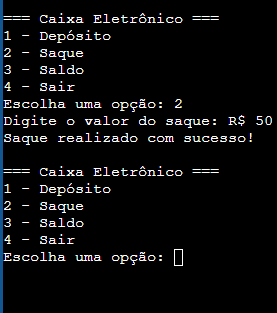 === Caixa Eletrônico ===
1 - Depósito
2 - Saque
3 - Saldo
4 - Sair
Escolha uma opção: 2
Digite o valor do saque: R$ 50
Saque realizado com sucesso!
=== Caixa Eletrônico ===
1 - Depósito
2 - Saque
3 - Saldo
4 - Sair
Escolha uma opção: